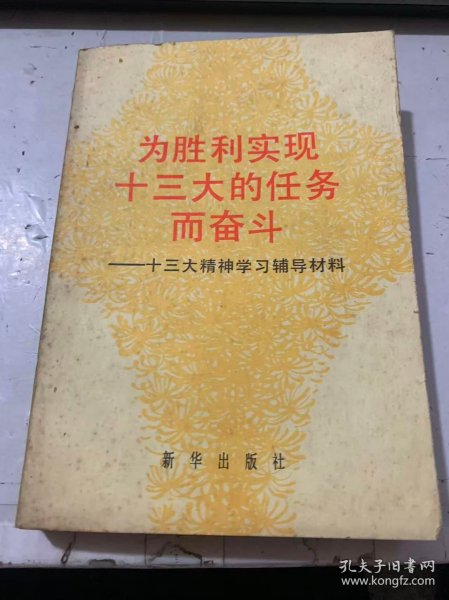 为胜利实现
十三大的任务
而奋斗
——十三大精神学习辅导材料
新华出版社
孔夫子旧书网
www.kongfz.com